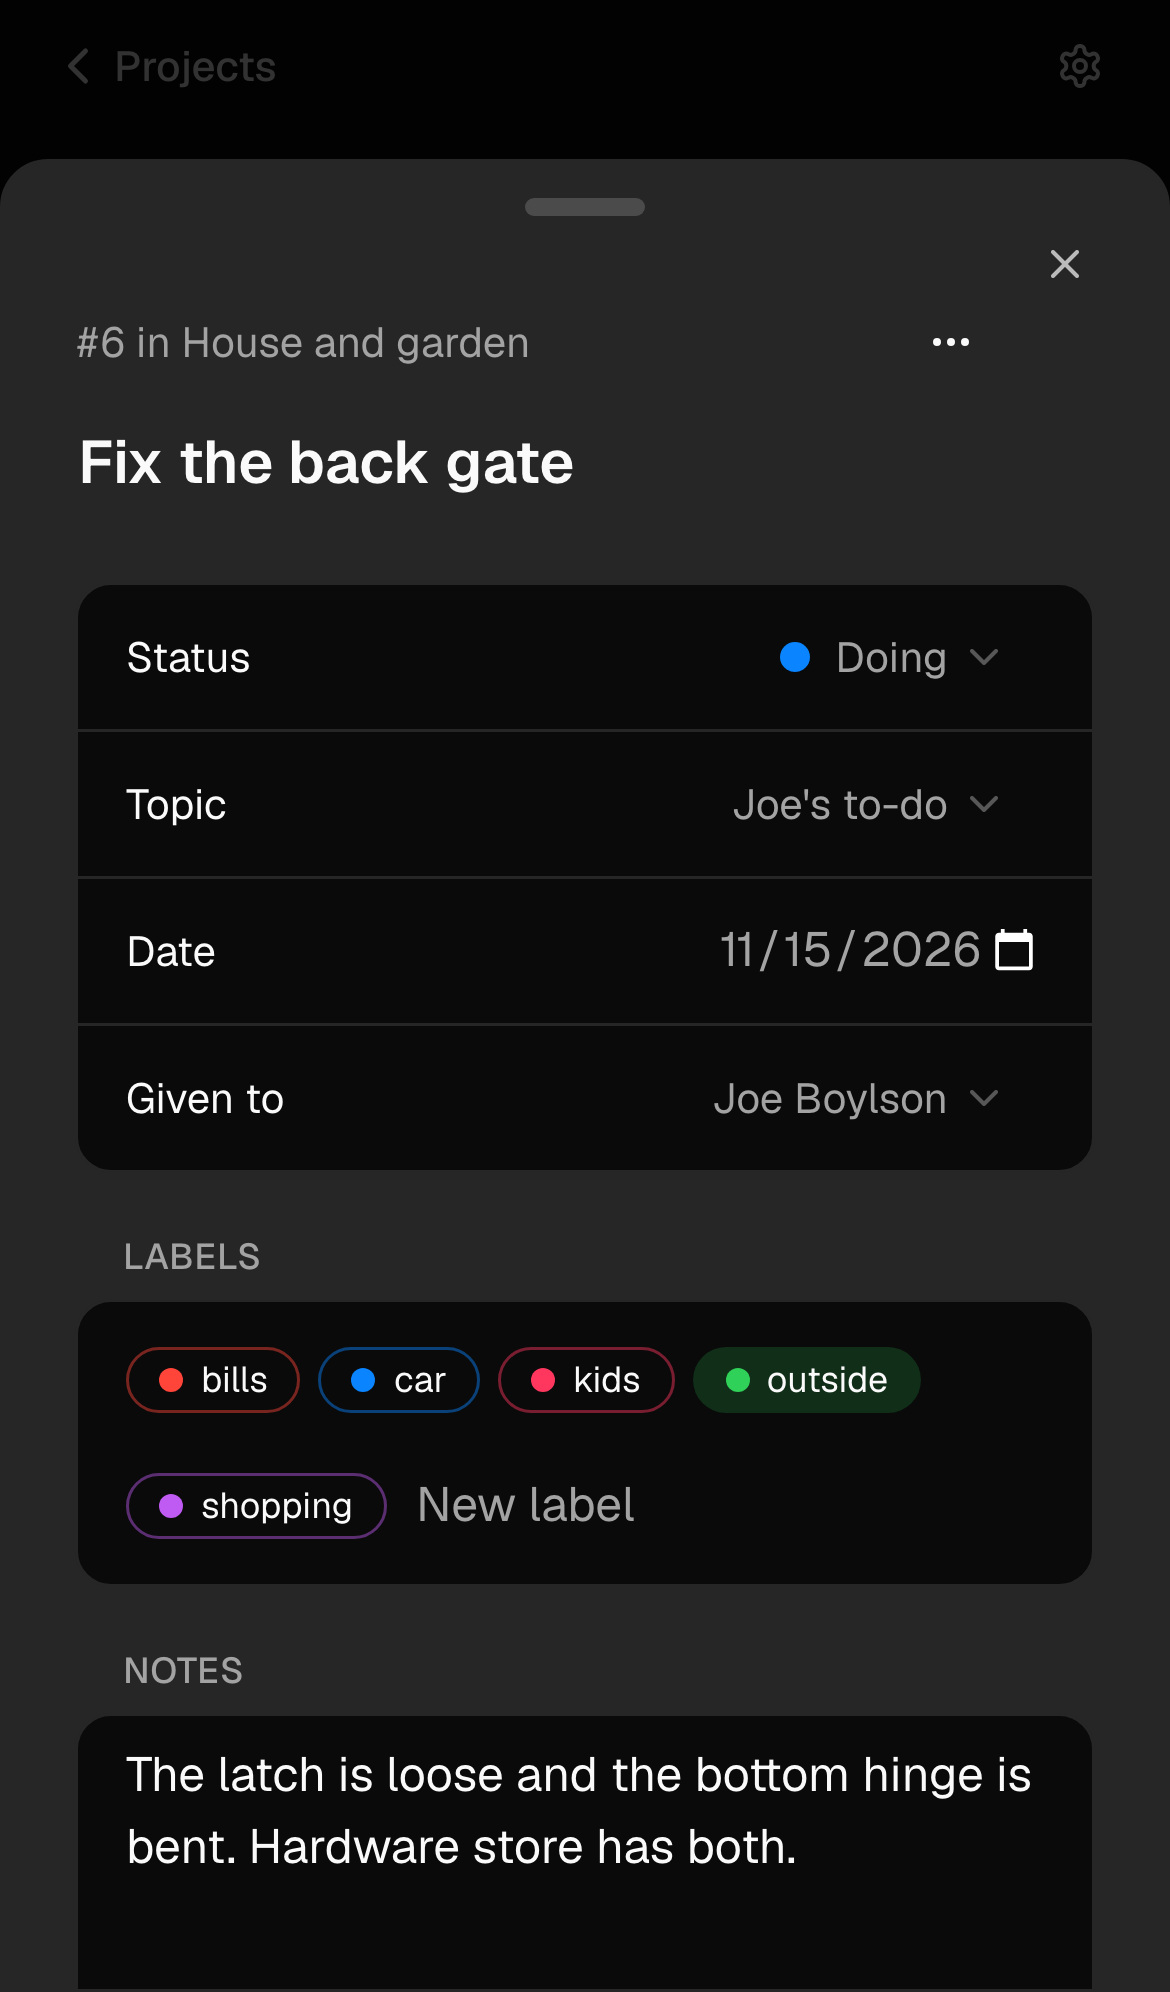 Projects
#6 in House and garden
Fix the back gate
Status
Doing
Topic
Joe's to-do
Date
11/15/2026
Given to
Joe Boylson
LABELS
bills
car
kids
outside
shopping
New label
NOTES
The latch is loose and the bottom hinge is
bent. Hardware store has both.